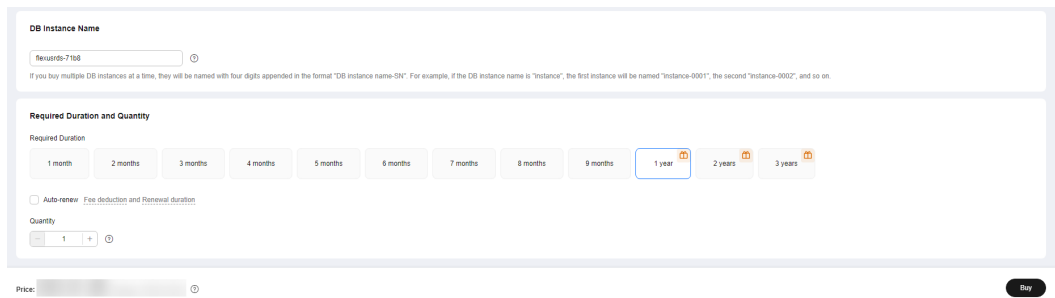 DB Instance Name
flexusrds-71b8
If you buy multiple DB instances at a time, they will be named with four digits appended in the format "DB instance name-SN". For example, if the DB instance name is "instance", the first instance will be named "instance-0001", the second "instance-0002", and so on.
Required Duration and Quantity
Required Duration
1 month 2 months 3 months 4 months 5 months 6 months 7 months 8 months 9 months 1 year 2 years 3 years
Auto-renew Fee deduction and Renewal duration
Quantity
1
Price:
Buy